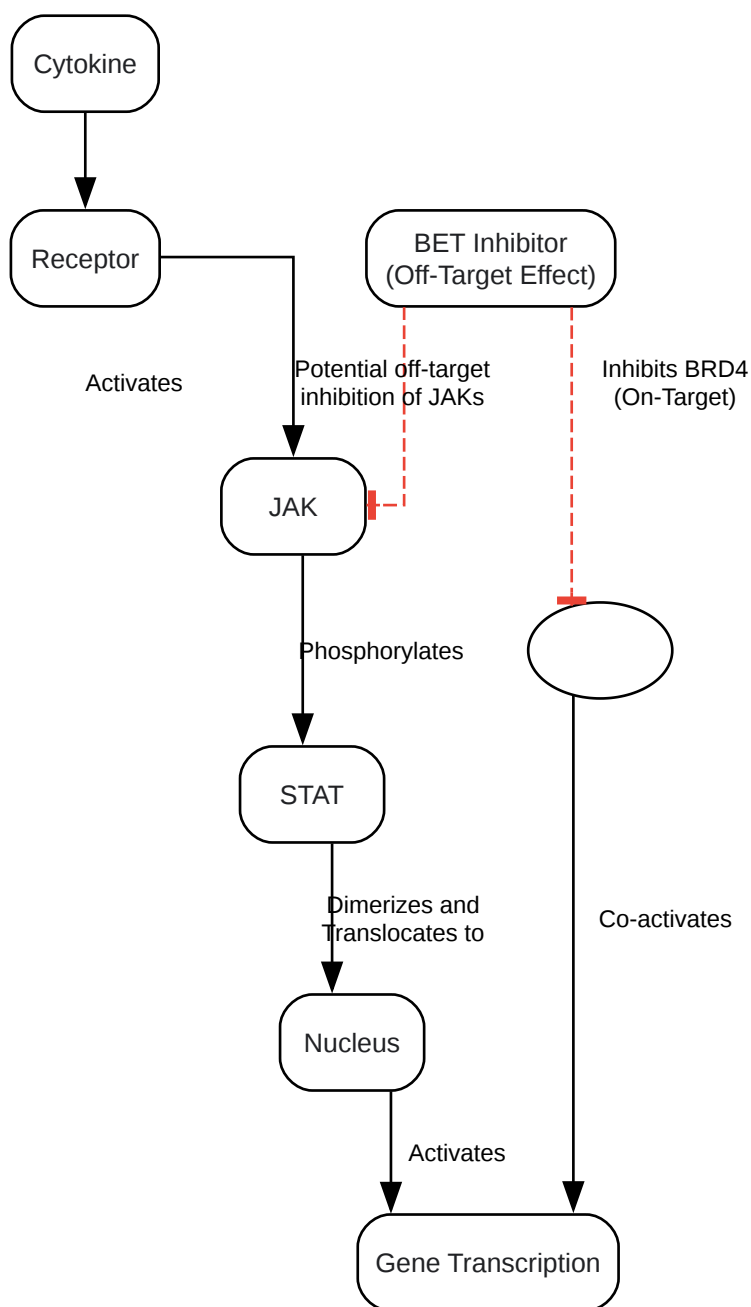 Cytokine
Receptor
BET Inhibitor
(Off-Target Effect)
Activates
Potential off-target
inhibition of JAKs
Inhibits BRD4
(On-Target)
JAK
Phosphorylates
STAT
Dimerizes and
Translocates to
Co-activates
Nucleus
Activates
Gene Transcription